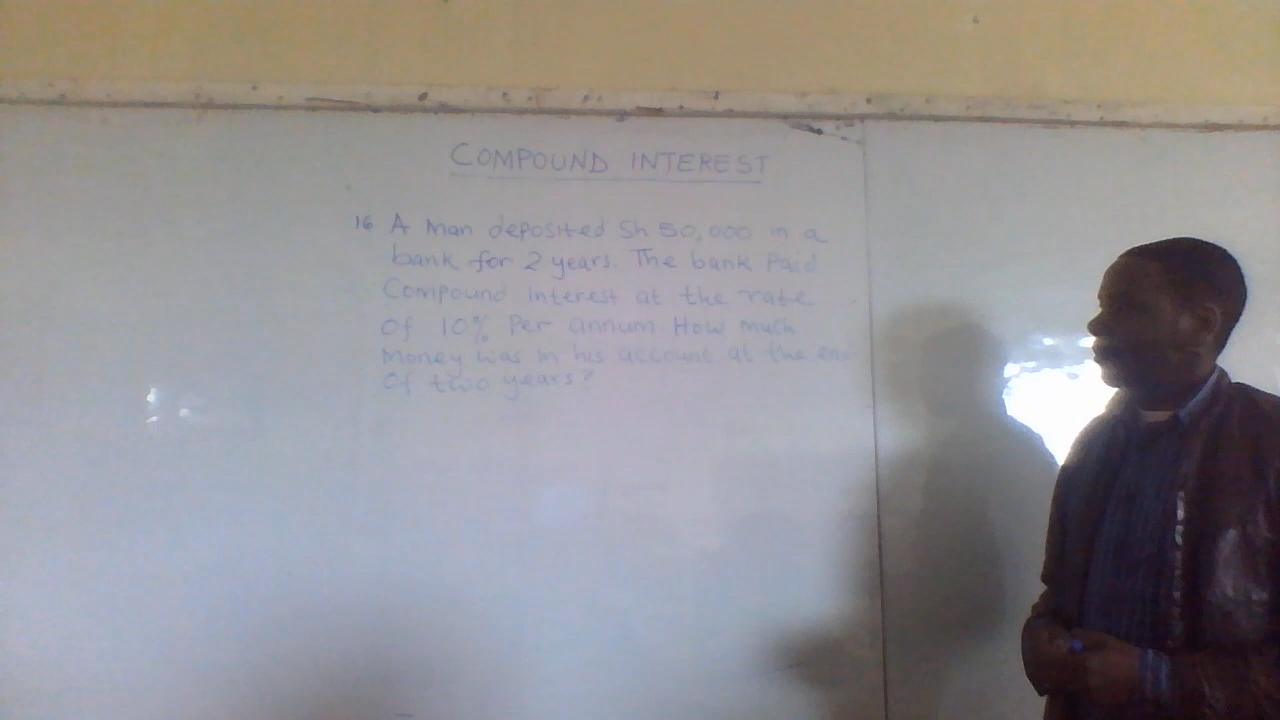 COMPOUND INTEREST
16 A Man deposited Sh 50,000 in a
bank for 2 years. The bank Paid
Compound Interest at the rate
Of 10% Per annum How much
Money was in his account at the end
Of two years?